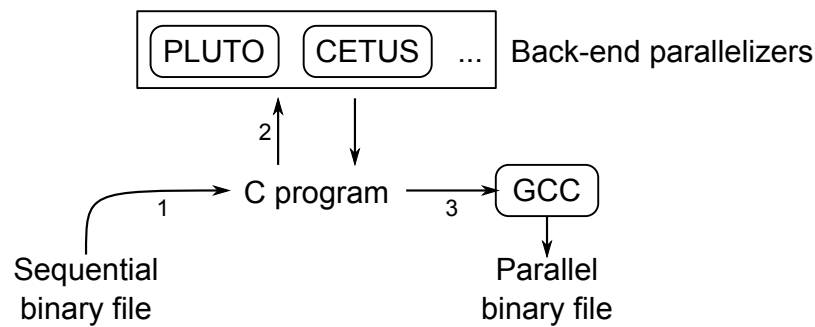 PLUTO CETUS ... Back-end parallelizers
2
C program GCC
1 3
Sequential
binary file
Parallel
binary file